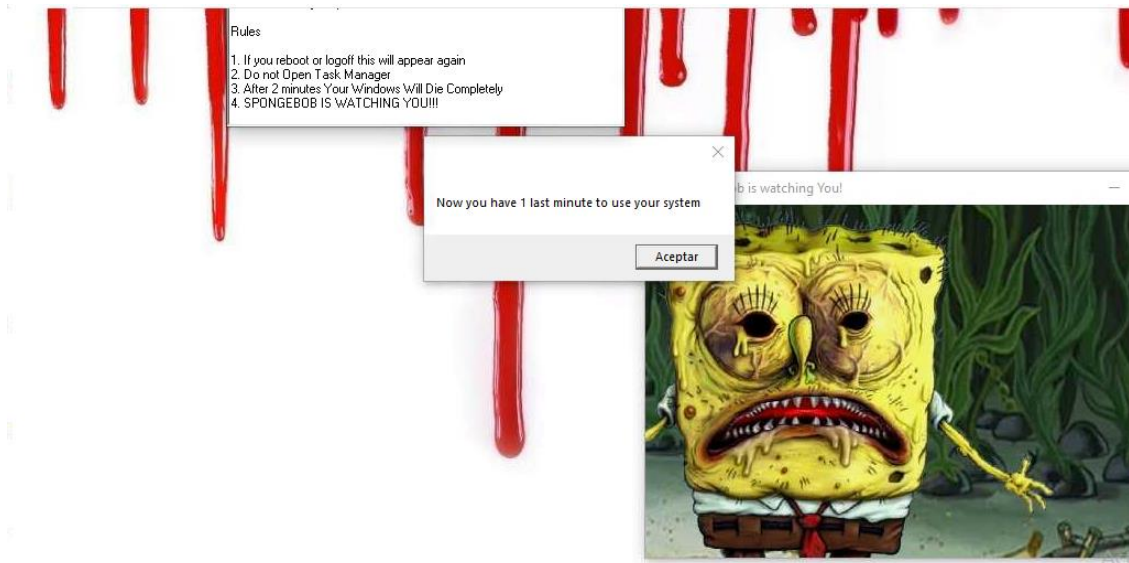 Rules
1. If you reboot or logoff this will appear again
2. Do not Open Task Manager
3. After 2 minutes Your Windows Will Die Completely
4. SPONGEBOB IS WATCHING YOU!!!
Now you have 1 last minute to use your system
Aceptar
is watching You!